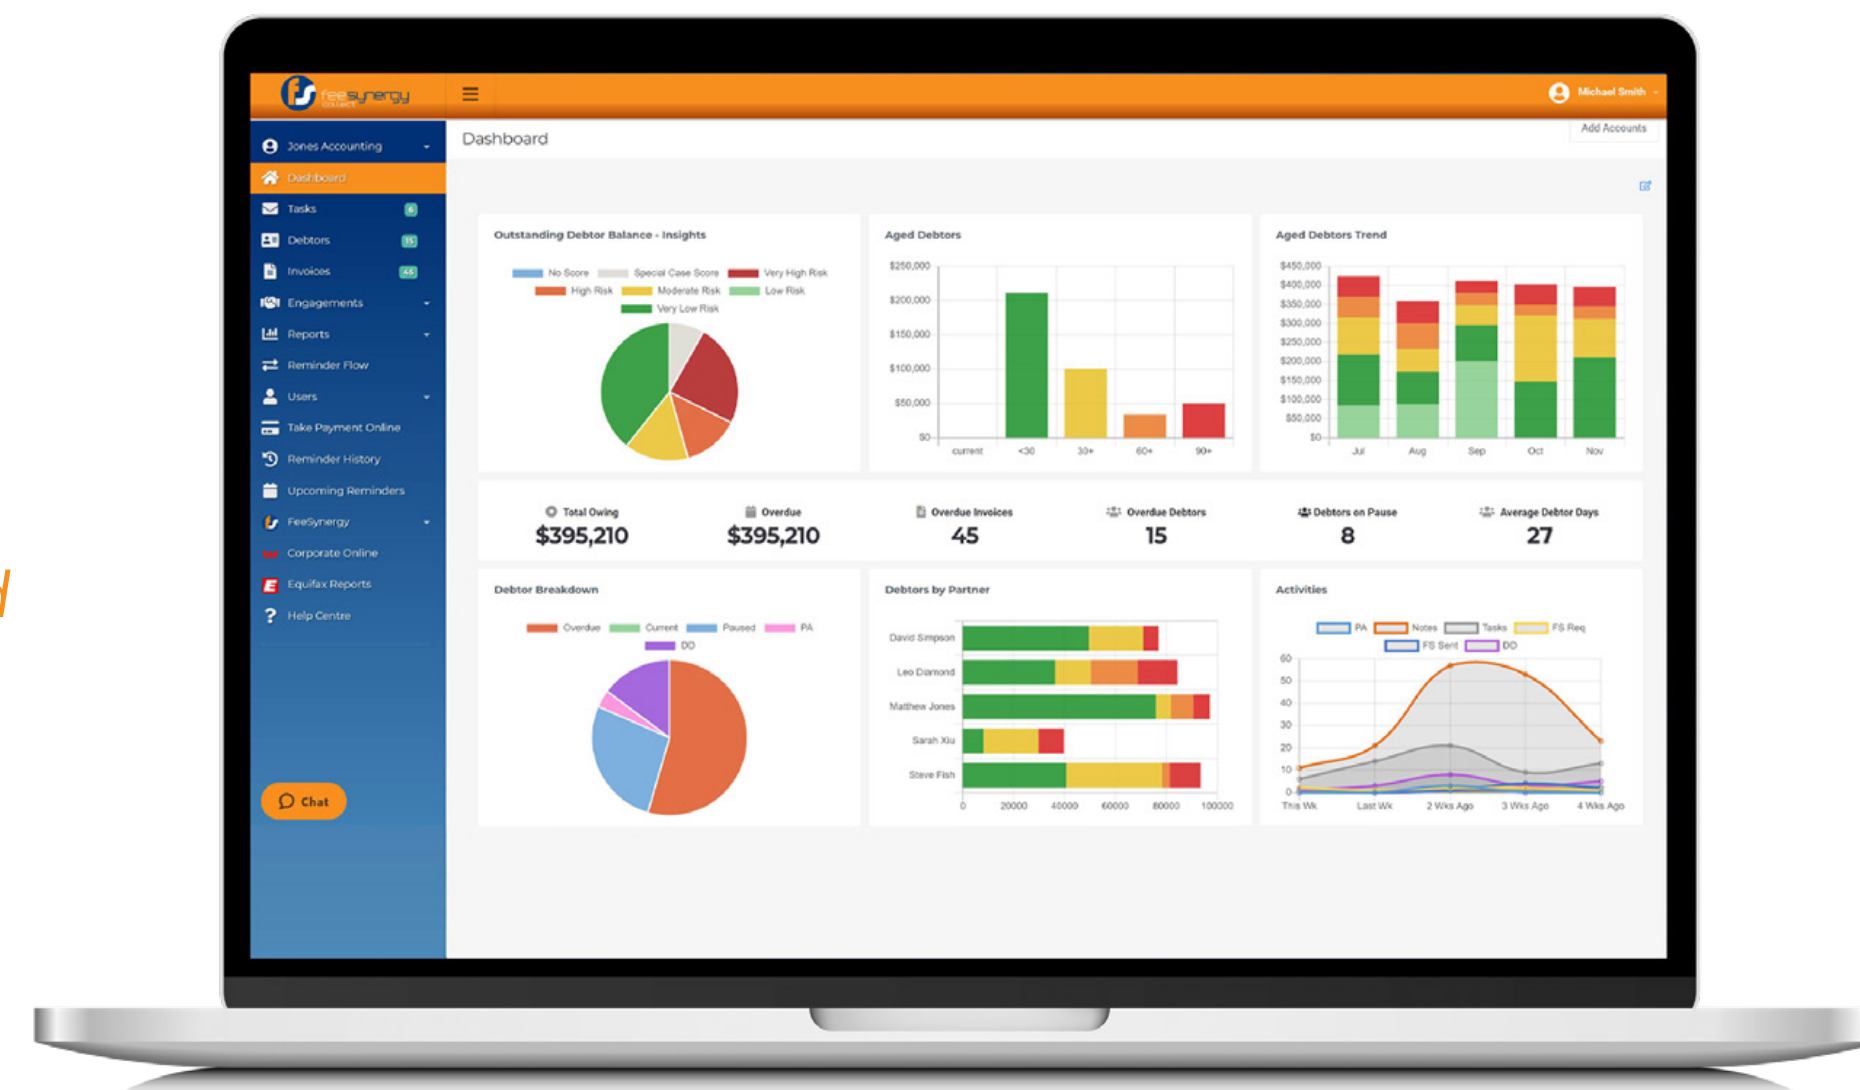 feesynergy
COLLECT
Michael Smith
Jones Accounting
Dashboard
Add Accounts
Dashboard
Tasks 6
Debtors 15
Invoices 45
Engagements
Reports
Reminder Flow
Users
Take Payment Online
Reminder History
Upcoming Reminders
FeeSynergy
Corporate Online
Equifax Reports
Help Centre
Chat
Outstanding Debtor Balance - Insights
No Score Special Case Score Very High Risk
High Risk Moderate Risk Low Risk
Very Low Risk
Aged Debtors
$250,000
$200,000
$150,000
$100,000
$50,000
$0
current <30 30+ 60+ 90+
Aged Debtors Trend
$450,000
$400,000
$350,000
$300,000
$250,000
$200,000
$150,000
$100,000
$50,000
$0
Jul Aug Sep Oct Nov
Total Owing
$395,210
Overdue
$395,210
Overdue Invoices
45
Overdue Debtors
15
Debtors on Pause
8
Average Debtor Days
27
Debtor Breakdown
Overdue Current Paused PA
DD
Debtors by Partner
David Simpson
Leo Diamond
Matthew Jones
Sarah Xiu
Steve Fish
0 20000 40000 60000 80000 100000
Activities
PA Notes Tasks FS Req
FS Sent DD
60
50
40
30
20
10
0
This Wk Last Wk 2 Wks Ago 3 Wks Ago 4 Wks Ago